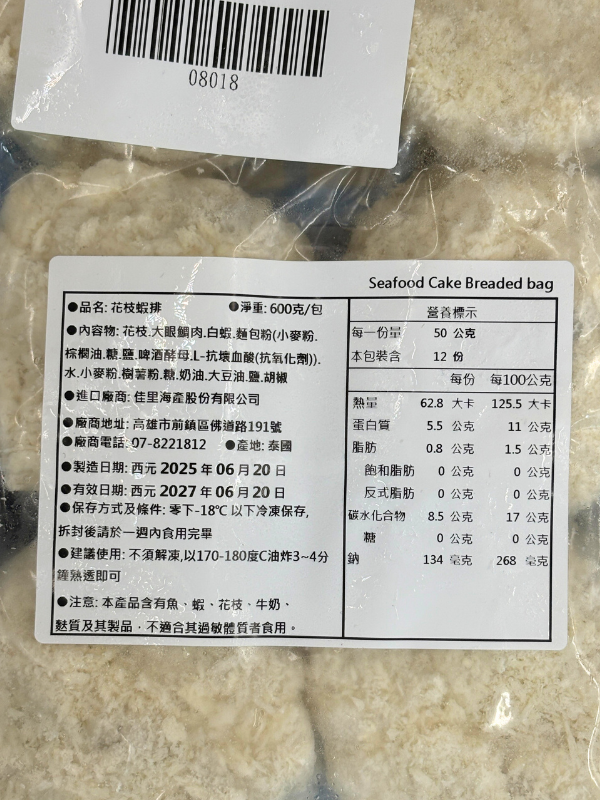 08018
Seafood Cake Breaded bag
●品名: 花枝蝦排 ❶淨重: 600克/包
●內容物: 花枝.大眼鯛肉.白蝦.麵包粉(小麥粉.
棕櫚油.糖.鹽.啤酒酵母.L-抗壞血酸(抗氧化劑)).
水.小麥粉.樹薯粉.糖.奶油.大豆油.鹽.胡椒
●進口廠商: 佳里海產股份有限公司
●廠商地址: 高雄市前鎮區佛道路191號
●廠商電話: 07-8221812 ●產地: 泰國
●製造日期: 西元 2025 年 06 月 20 日
●有效日期: 西元 2027 年 06 月 20 日
●保存方式及條件: 零下-18℃ 以下冷凍保存,
拆封後請於一週內食用完畢
●建議使用: 不須解凍,以170-180度C油炸3~4分
鐘熟透即可
●注意: 本產品含有魚、蝦、花枝、牛奶、
麩質及其製品．不適合其過敏體質者食用。
營養標示
每一份量 50 公克
本包裝含 12 份
每份 每100公克
熱量 62.8 大卡 125.5 大卡
蛋白質 5.5 公克 11 公克
脂肪 0.8 公克 1.5 公克
飽和脂肪 0 公克 0 公克
反式脂肪 0 公克 0 公克
碳水化合物 8.5 公克 17 公克
糖 0 公克 0 公克
鈉 134 毫克 268 毫克